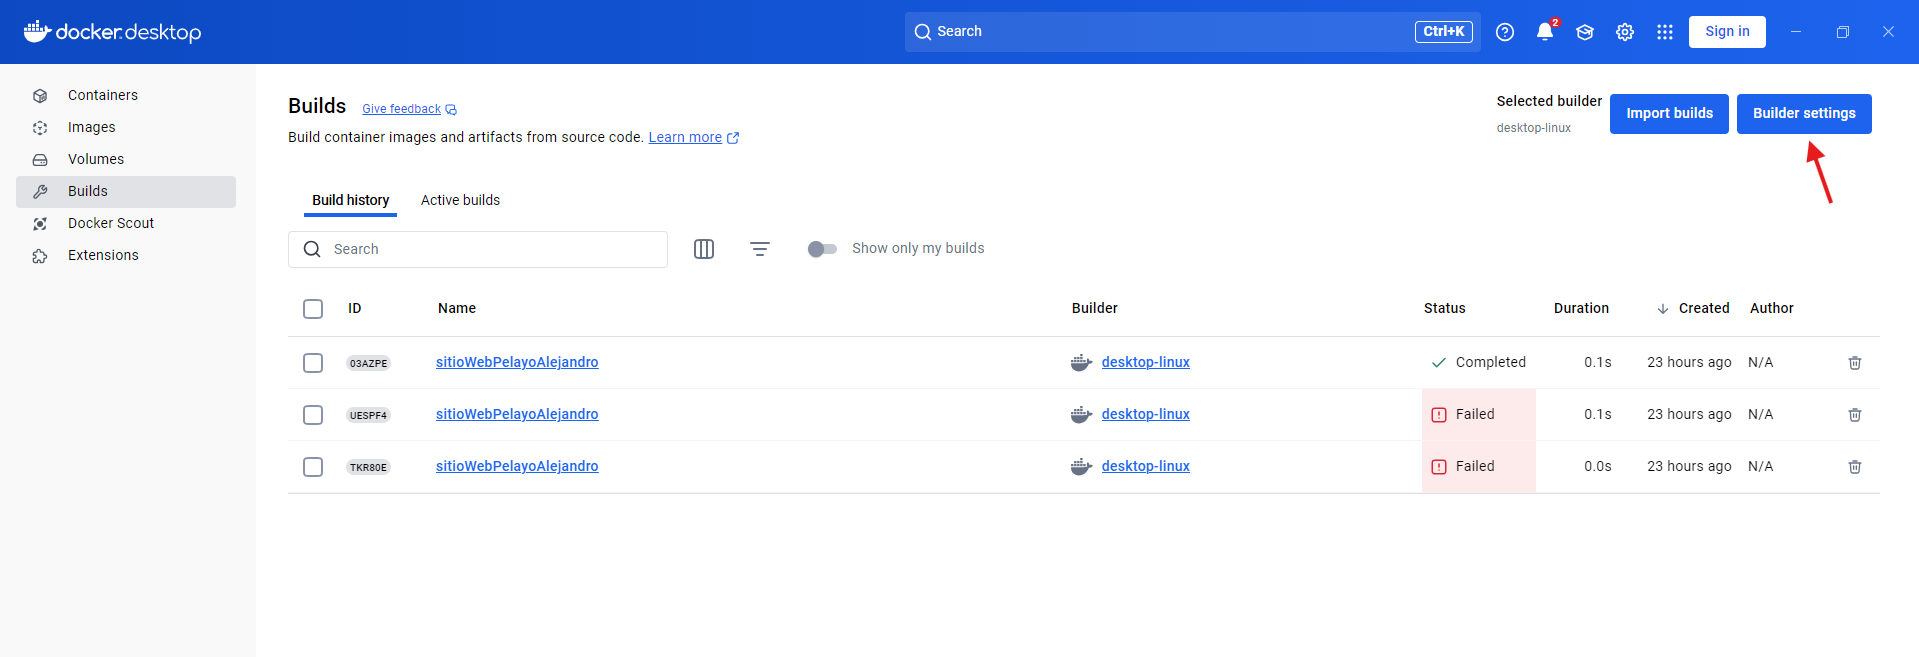 docker.desktop
Search Ctrl+K
2
Sign in
Containers
Images
Volumes
Builds
Docker Scout
Extensions
Builds Give feedback
Build container images and artifacts from source code. Learn more
Selected builder
desktop-linux
Import builds
Builder settings
Build history Active builds
Search
Show only my builds
ID Name Builder Status Duration Created Author
03AZPE sitioWebPelayoAlejandro desktop-linux Completed 0.1s 23 hours ago N/A
UESPF4 sitioWebPelayoAlejandro desktop-linux Failed 0.1s 23 hours ago N/A
TKR80E sitioWebPelayoAlejandro desktop-linux Failed 0.0s 23 hours ago N/A